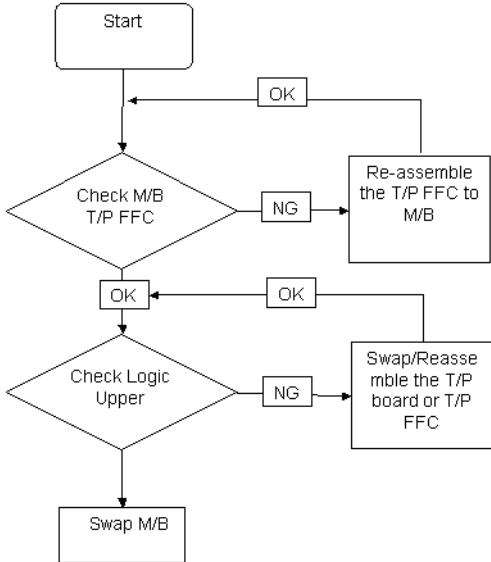 Start
OK
Check M/B
T/P FFC
NG
Re-assemble
the T/P FFC to
M/B
OK
OK
Check Logic
Upper
NG
Swap/Reasse
mble the T/P
board or T/P
FFC
Swap M/B